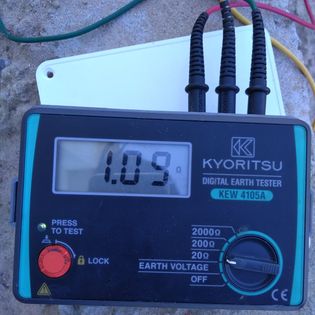 KYORITSU
DIGITAL EARTH TESTER
KEW 4105A
1.09
PRESS
TO TEST
LOCK
2000Ω
200Ω
20Ω
EARTH VOLTAGE
OFF
CE